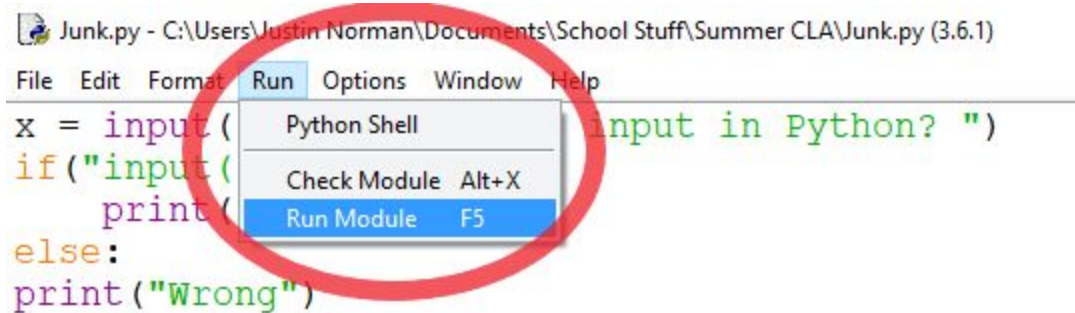 Junk.py - C:\Users\Justin Norman\Documents\School Stuff\Summer CLA\Junk.py (3.6.1)
File Edit Format Run Options Window Help
x = input( Python Shell input in Python? ")
if("input( Check Module Alt+X
print( Run Module F5
else:
print("Wrong")